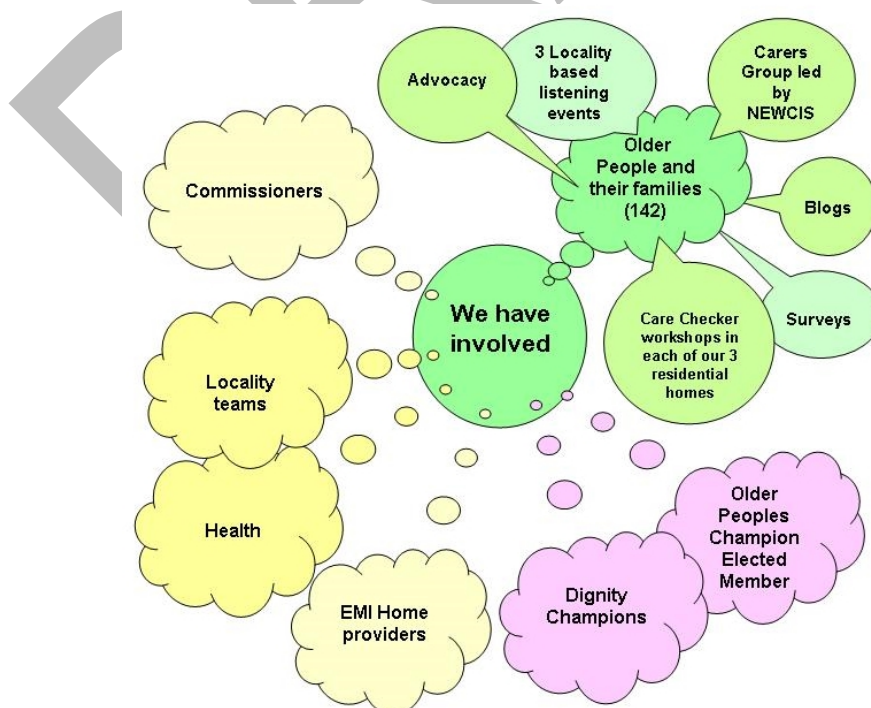 Advocacy
3 Locality
based
listening
events
Carers
Group led
by
NEWCIS
Older
People and
their families
(142)
Commissioners
Blogs
We have
involved
Care Checker
workshops in
each of our 3
residential
homes
Surveys
Locality
teams
Health
Older
Peoples
Champion
Elected
Member
EMI Home
providers
Dignity
Champions